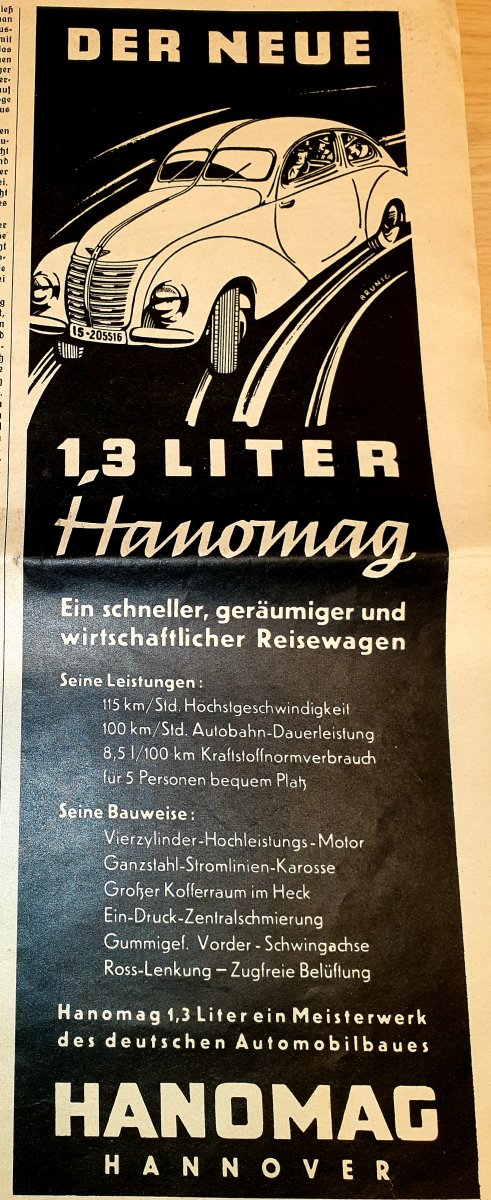 DER NEUE
BRUNIG
IS-205516
1,3 LITER
Hanomag
Ein schneller, geräumiger und
wirtschaftlicher Reisewagen
Seine Leistungen:
115 km/Std. Höchstgeschwindigkeit
100 km/Std. Autobahn-Dauerleistung
8,5 l/100 km Kraftstoffnormverbrauch
für 5 Personen bequem Platz
Seine Bauweise:
Vierzylinder-Hochleistungs-Motor
Ganzstahl-Stromlinien-Karosse
Großer Kofferraum im Heck
Ein-Druck-Zentralschmierung
Gummigef. Vorder-Schwingachse
Ross-Lenkung – Zugfreie Belüftung
Hanomag 1,3 Liter ein Meisterwerk
des deutschen Automobilbaues
HANOMAG
HANNOVER